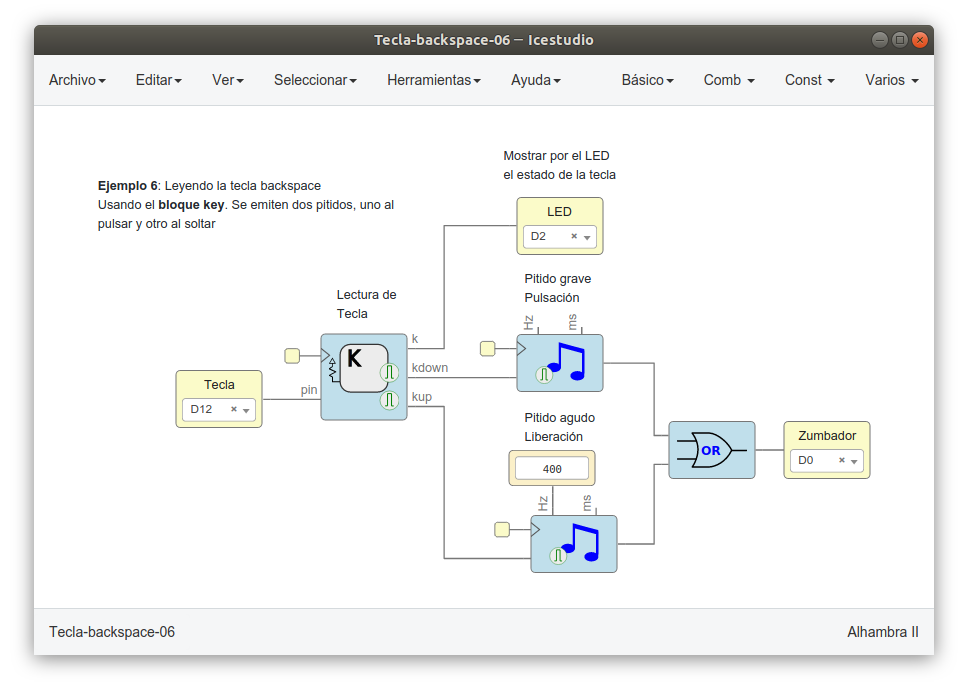 Tecla-backspace-06 — Icestudio
Archivo Editar Ver Seleccionar Herramientas Ayuda Básico Comb Const Varios
Mostrar por el LED
el estado de la tecla
Ejemplo 6: Leyendo la tecla backspace
Usando el bloque key. Se emiten dos pitidos, uno al
pulsar y otro al soltar
LED
D2
Pitido grave
Pulsación
Lectura de
Tecla
Hz
ms
k
K
kdown
kup
Tecla
D12
pin
Pitido agudo
Liberación
400
Hz
ms
OR
Zumbador
D0
Tecla-backspace-06
Alhambra II